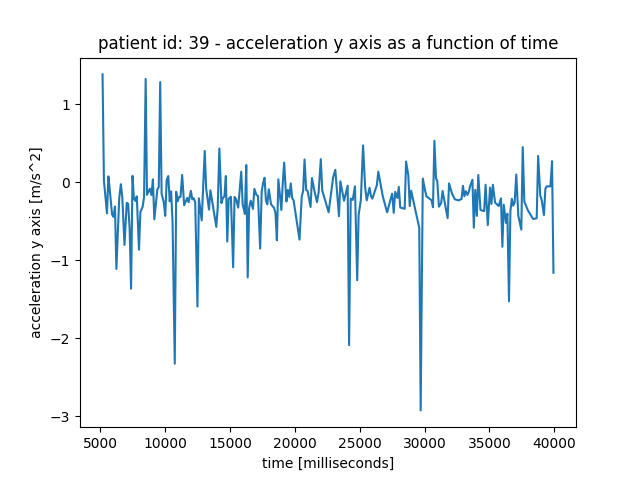 patient id: 39 - acceleration y axis as a function of time
acceleration y axis [m/s^2]
1
0
−1
−2
−3
5000 10000 15000 20000 25000 30000 35000 40000
time [milliseconds]